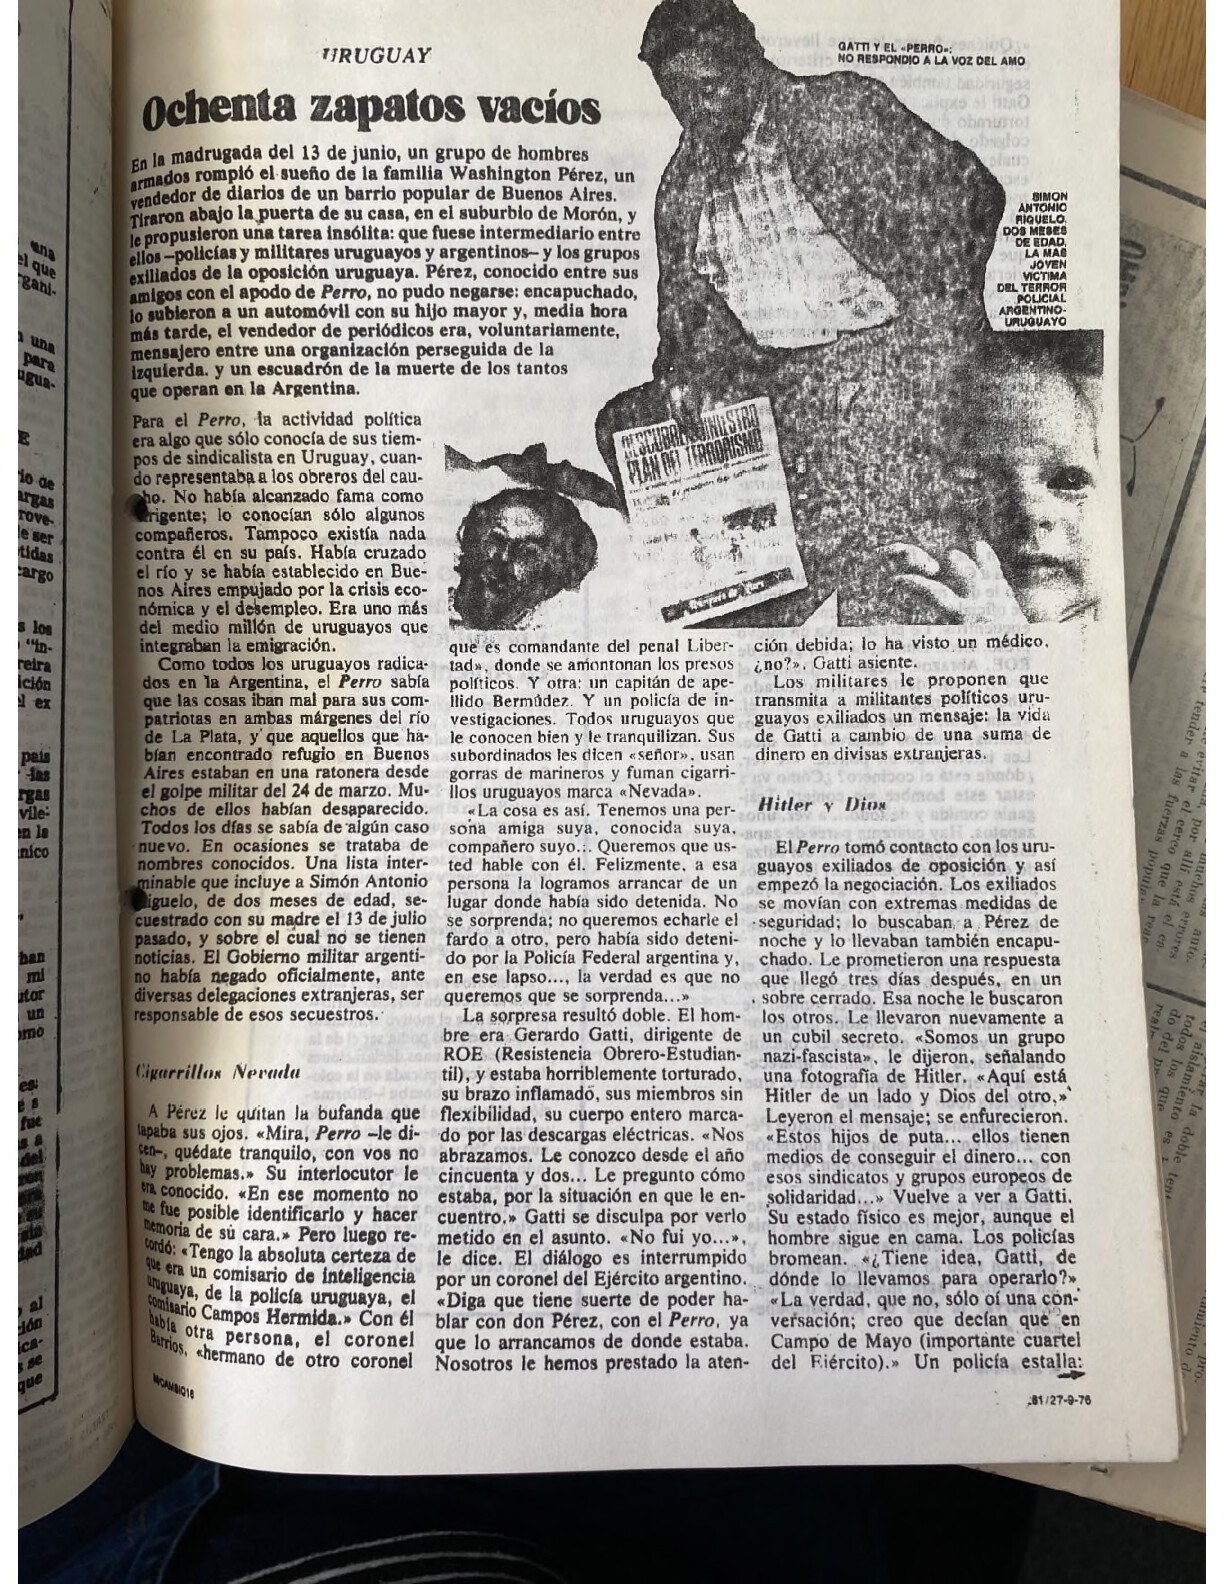 URUGUAY
Ochenta zapatos vacíos
GATTI Y EL «PERRO»:
NO RESPONDIO A LA VOZ DEL AMO
En la madrugada del 13 de junio, un grupo de hombres
armados rompió el sueño de la familia Washington Pérez, un
vendedor de diarios de un barrio popular de Buenos Aires.
Tiraron abajo la puerta de su casa, en el suburbio de Morón, y
le propusieron una tarea insólita: que fuese intermediario entre
ellos –policías y militares uruguayos y argentinos– y los grupos
exiliados de la oposición uruguaya. Pérez, conocido entre sus
amigos con el apodo de Perro, no pudo negarse: encapuchado,
lo subieron a un automóvil con su hijo mayor y, media hora
más tarde, el vendedor de periódicos era, voluntariamente,
mensajero entre una organización perseguida de la
izquierda. y un escuadrón de la muerte de los tantos
que operan en la Argentina.
SIMON
ANTONIO
RIQUELO,
DOS MESES
DE EDAD,
LA MAS
JOVEN
VICTIMA
DEL TERROR
POLICIAL
ARGENTINO-
URUGUAYO
PLAN DEL TERRORISMO
Para el Perro, la actividad política
era algo que sólo conocía de sus tiem-
pos de sindicalista en Uruguay, cuan-
do representaba a los obreros del cau-
ho. No había alcanzado fama como
irigente; lo conocían sólo algunos
compañeros. Tampoco existía nada
contra él en su país. Había cruzado
el río y se había establecido en Bue-
nos Aires empujado por la crisis eco-
nómica y el desempleo. Era uno más
del medio millón de uruguayos que
integraban la emigración.
Como todos los uruguayos radica-
dos en la Argentina, el Perro sabía
que las cosas iban mal para sus com-
patriotas en ambas márgenes del río
de La Plata, y que aquellos que ha-
bían encontrado refugio en Buenos
Aires estaban en una ratonera desde
el golpe militar del 24 de marzo. Mu-
chos de ellos habían desaparecido.
Todos los días se sabía de algún caso
nuevo. En ocasiones se trataba de
nombres conocidos. Una lista inter-
minable que incluye a Simón Antonio
iguelo, de dos meses de edad, se-
cuestrado con su madre el 13 de julio
pasado, y sobre el cual no se tienen
noticias. El Gobierno militar argenti-
no había negado oficialmente, ante
diversas delegaciones extranjeras, ser
responsable de esos secuestros.
Cigarrillos Nevada
A Pérez le quitan la bufanda que
tapaba sus ojos. «Mira, Perro –le di-
cen–, quédate tranquilo, con vos no
hay problemas.» Su interlocutor le
era conocido. «En ese momento no
me fue posible identificarlo y hacer
memoria de su cara.» Pero luego re-
cordó: «Tengo la absoluta certeza de
que era un comisario de inteligencia
uruguaya, de la policía uruguaya, el
comisario Campos Hermida.» Con él
había otra persona, el coronel
Barrios, «hermano de otro coronel
que es comandante del penal Liber-
tad», donde se amontonan los presos
políticos. Y otra: un capitán de ape-
llido Bermúdez. Y un policía de in-
vestigaciones. Todos uruguayos que
le conocen bien y le tranquilizan. Sus
subordinados les dicen «señor», usan
gorras de marineros y fuman cigarri-
llos uruguayos marca «Nevada».
«La cosa es así. Tenemos una per-
sona amiga suya, conocida suya,
compañero suyo... Queremos que us-
ted hable con él. Felizmente, a esa
persona la logramos arrancar de un
lugar donde había sido detenida. No
se sorprenda; no queremos echarle el
fardo a otro, pero había sido deteni-
do por la Policía Federal argentina y,
en ese lapso..., la verdad es que no
queremos que se sorprenda...»
La sorpresa resultó doble. El hom-
bre era Gerardo Gatti, dirigente de
ROE (Resistencia Obrero-Estudian-
til), y estaba horriblemente torturado,
su brazo inflamado, sus miembros sin
flexibilidad, su cuerpo entero marca-
do por las descargas eléctricas. «Nos
abrazamos. Le conozco desde el año
cincuenta y dos... Le pregunto cómo
estaba, por la situación en que le en-
cuentro.» Gatti se disculpa por verlo
metido en el asunto. «No fui yo...»,
le dice. El diálogo es interrumpido
por un coronel del Ejército argentino.
«Diga que tiene suerte de poder ha-
blar con don Pérez, con el Perro, ya
que lo arrancamos de donde estaba.
Nosotros le hemos prestado la aten-
ción debida; lo ha visto un médico,
¿no?». Gatti asiente.
Los militares le proponen que
transmita a militantes políticos uru-
guayos exiliados un mensaje: la vida
de Gatti a cambio de una suma de
dinero en divisas extranjeras.
Hitler y Dios
El Perro tomó contacto con los uru-
guayos exiliados de oposición y así
empezó la negociación. Los exiliados
se movían con extremas medidas de
seguridad; lo buscaban a Pérez de
noche y lo llevaban también encapu-
chado. Le prometieron una respuesta
que llegó tres días después, en un
sobre cerrado. Esa noche le buscaron
los otros. Le llevaron nuevamente a
un cubil secreto. «Somos un grupo
nazi-fascista», le dijeron, señalando
una fotografía de Hitler. «Aquí está
Hitler de un lado y Dios del otro.»
Leyeron el mensaje; se enfurecieron.
«Estos hijos de puta... ellos tienen
medios de conseguir el dinero... con
esos sindicatos y grupos europeos de
solidaridad...» Vuelve a ver a Gatti.
Su estado físico es mejor, aunque el
hombre sigue en cama. Los policías
bromean. «¿Tiene idea, Gatti, de
dónde lo llevamos para operarlo?»
«La verdad, que no, sólo oí una con-
versación; creo que decían que en
Campo de Mayo (importante cuartel
del Ejército).» Un policía estalla:
81/27-9-76